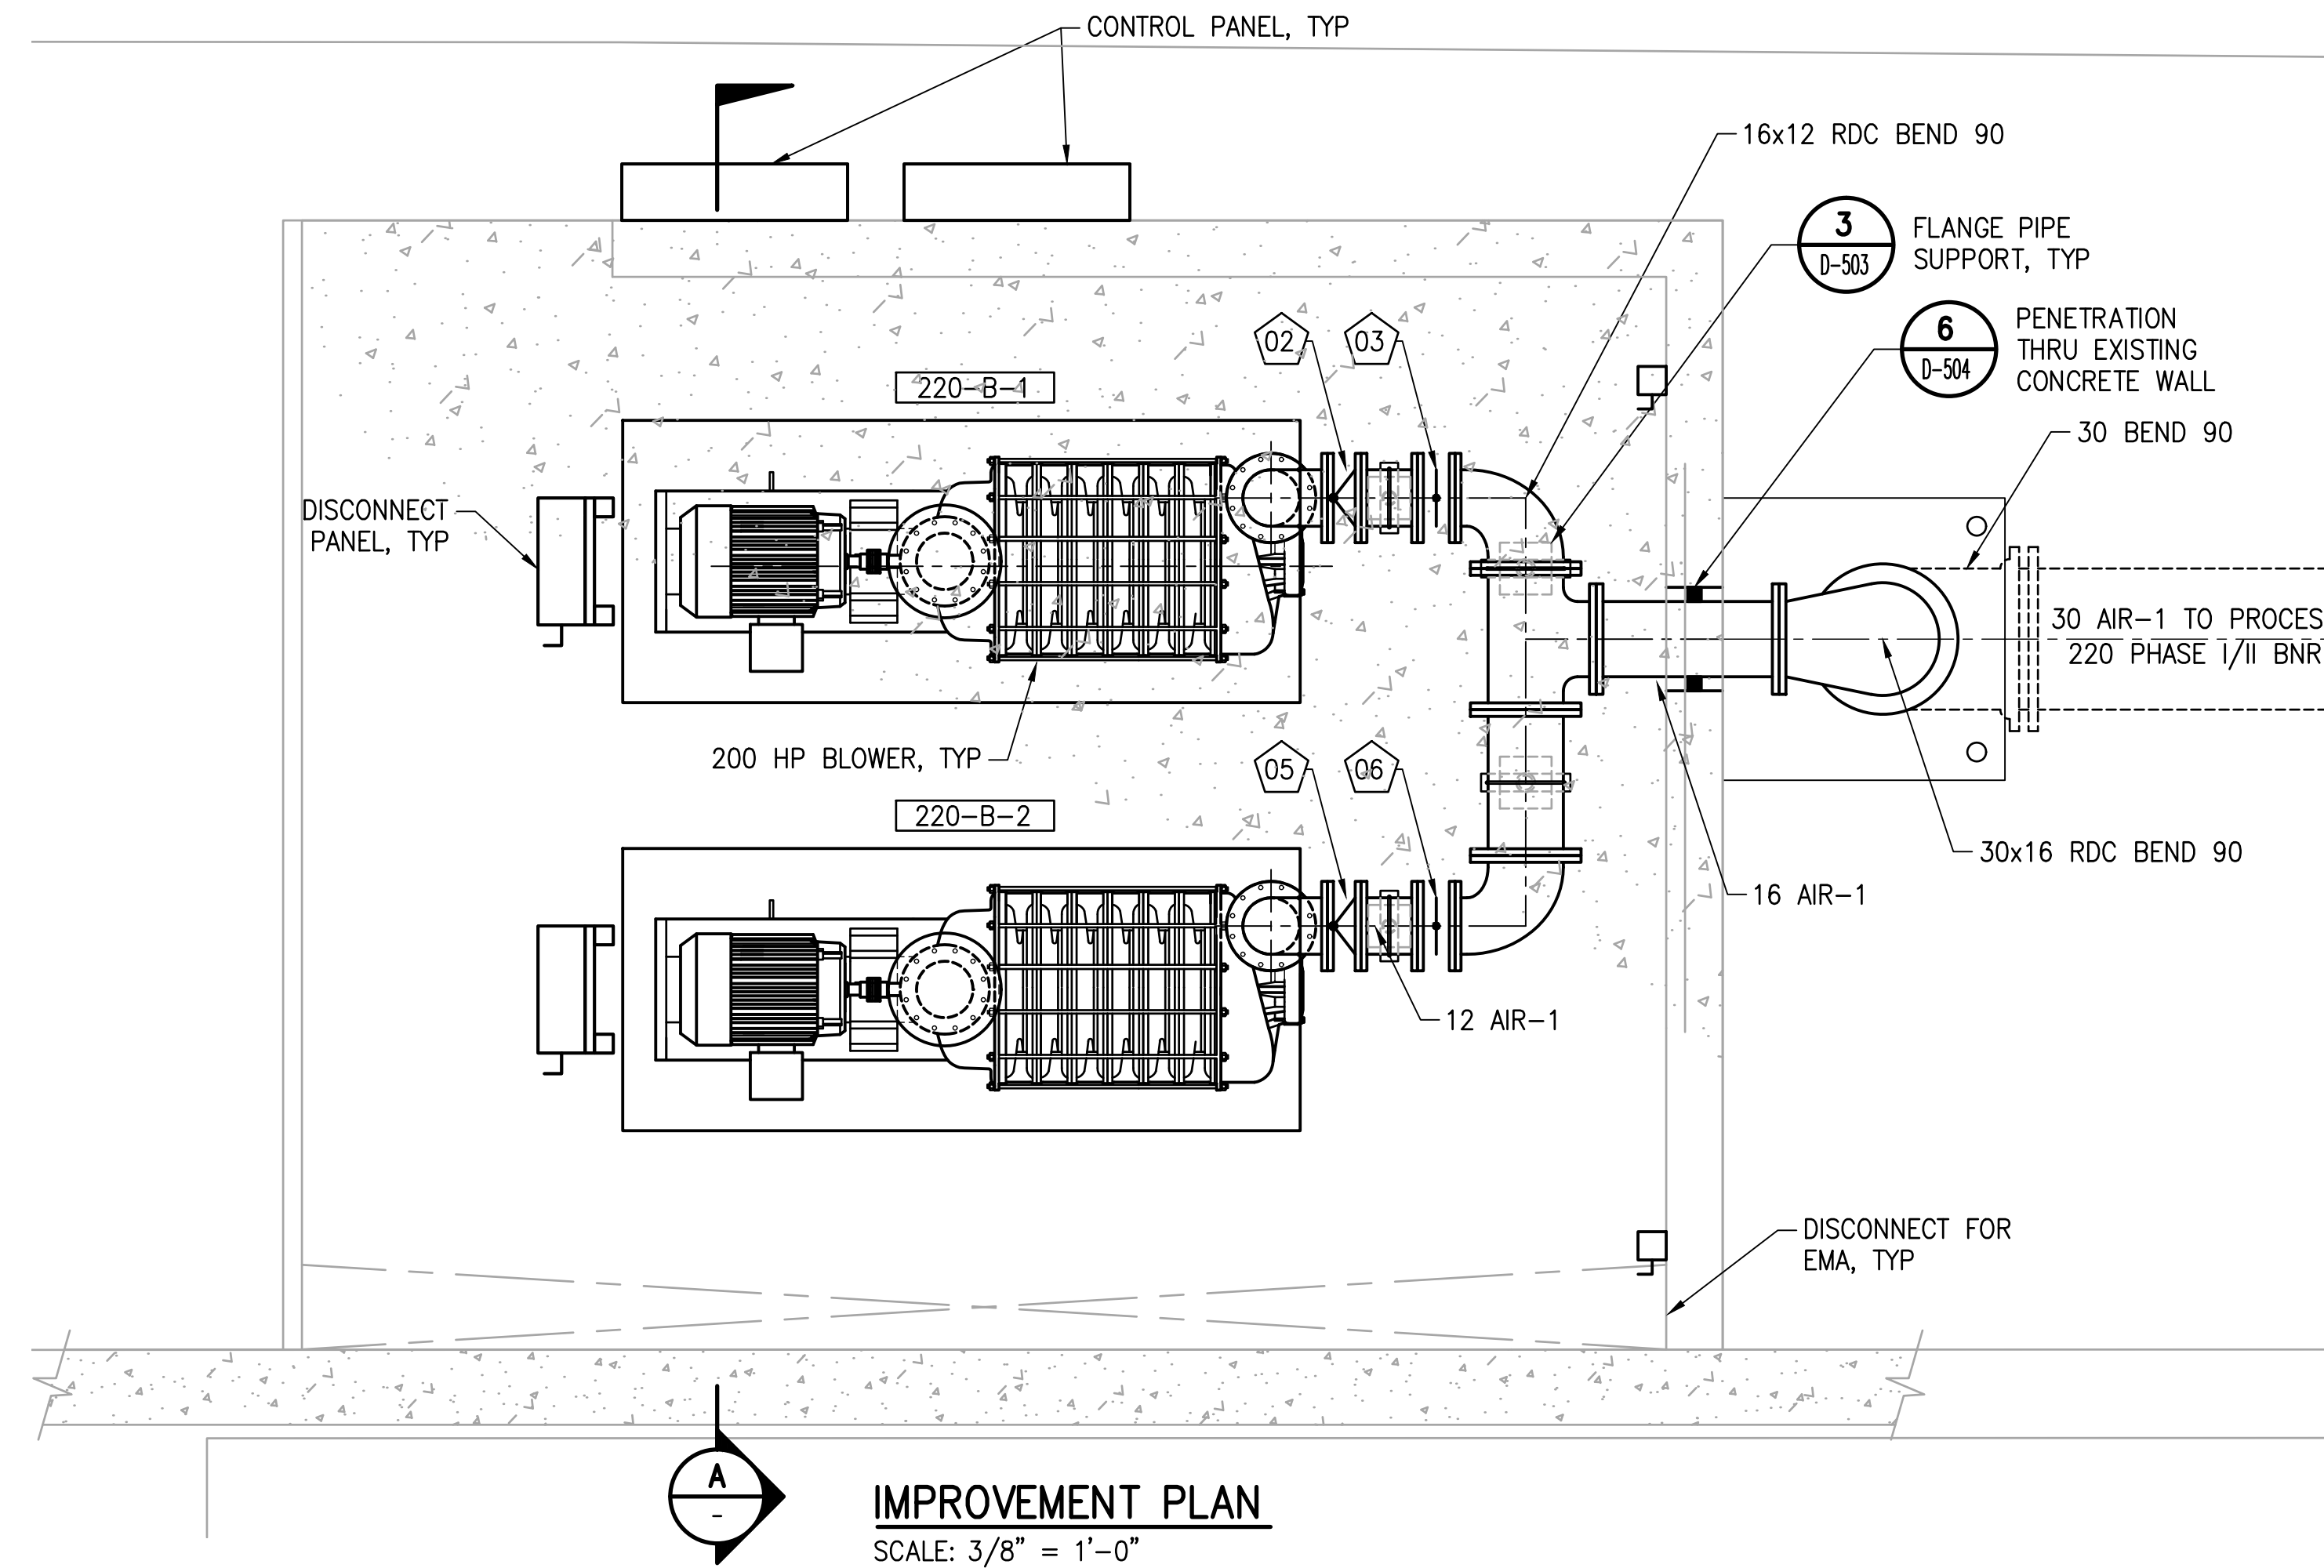 CONTROL PANEL, TYP
16x12 RDC BEND 90
3
D-503
FLANGE PIPE
SUPPORT, TYP
6
D-504
PENETRATION
THRU EXISTING
CONCRETE WALL
30 BEND 90
02
03
220-B-1
DISCONNECT
PANEL, TYP
30 AIR-1 TO PROCES
220 PHASE I/II BNR
200 HP BLOWER, TYP
05
06
220-B-2
30x16 RDC BEND 90
16 AIR-1
12 AIR-1
DISCONNECT FOR
EMA, TYP
A
-
IMPROVEMENT PLAN
SCALE: 3/8" = 1'-0"